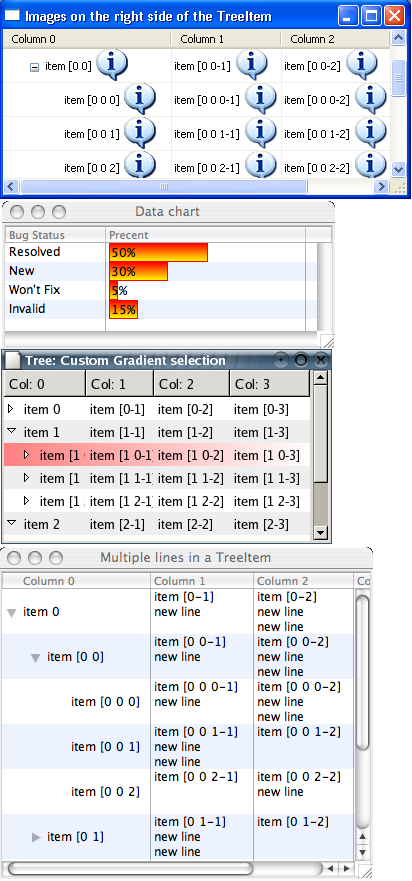 Images on the right side of the TreeItem
Column 0 Column 1 Column 2
item [0 0] item [0 0-1] item [0 0-2]
item [0 0 0] item [0 0 0-1] item [0 0 0-2]
item [0 0 1] item [0 0 1-1] item [0 0 1-2]
item [0 0 2] item [0 0 2-1] item [0 0 2-2]
Data chart
Bug Status Precent
Resolved 50%
New 30%
Won't Fix 5%
Invalid 15%
Tree: Custom Gradient selection
Col: 0 Col: 1 Col: 2 Col: 3
item 0 item [0-1] item [0-2] item [0-3]
item 1 item [1-1] item [1-2] item [1-3]
item [1 item [1 0-1] item [1 0-2] item [1 0-3]
item [1 item [1 1-1] item [1 1-2] item [1 1-3]
item [1 item [1 2-1] item [1 2-2] item [1 2-3]
item 2 item [2-1] item [2-2] item [2-3]
Multiple lines in a TreeItem
Column 0 Column 1 Column 2 Co
item [0-1] item [0-2]
item 0 new line new line
new line
item [0 0-1] item [0 0-2]
item [0 0] new line new line
new line
item [0 0 0-1] item [0 0 0-2]
item [0 0 0] new line new line
new line
item [0 0 1-1] item [0 0 1-2]
item [0 0 1] new line
new line
item [0 0 2-1] item [0 0 2-2]
item [0 0 2] new line
item [0 1-1] item [0 1-2]
item [0 1] new line
new line